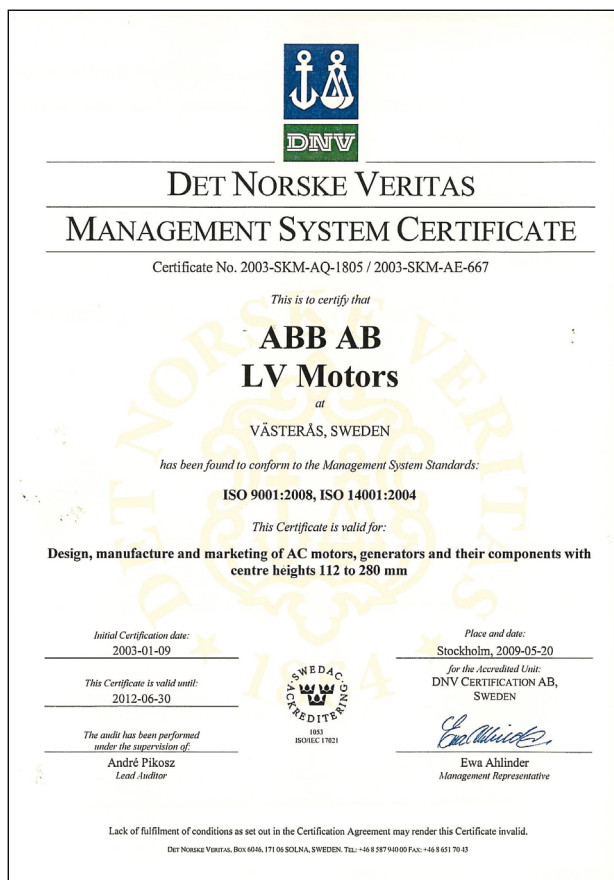 DNV
DET NORSKE VERITAS
MANAGEMENT SYSTEM CERTIFICATE
Certificate No. 2003-SKM-AQ-1805 / 2003-SKM-AE-667
This is to certify that
ABB AB
LV Motors
at
VÄSTERÅS, SWEDEN
has been found to conform to the Management System Standards:
ISO 9001:2008, ISO 14001:2004
This Certificate is valid for:
Design, manufacture and marketing of AC motors, generators and their components with
centre heights 112 to 280 mm
Initial Certification date:
2003-01-09
This Certificate is valid until:
2012-06-30
The audit has been performed
under the supervision of:
André Pikosz
Lead Auditor
SWEDAC
ACKREDITERING
1053
ISO/IEC 17021
Place and date:
Stockholm, 2009-05-20
for the Accredited Unit:
DNV CERTIFICATION AB,
SWEDEN
Ewa Ahlinder
Ewa Ahlinder
Management Representative
DET NORSKE VERITAS
1864
Lack of fulfilment of conditions as set out in the Certification Agreement may render this Certificate invalid.
DET NORSKE VERITAS, BOX 6046, 171 06 SOLNA, SWEDEN. TEL: +46 8 587 940 00 FAX: +46 8 651 70 43